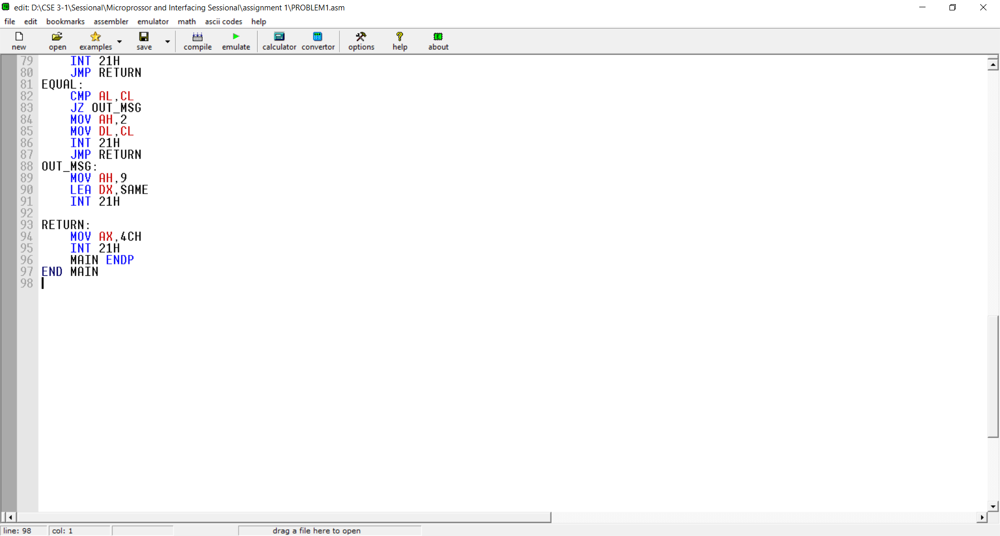 edit: D:\CSE 3-1\Sessional\Microprossor and Interfacing Sessional\assignment 1\PROBLEM1.asm
file edit bookmarks assembler emulator math ascii codes help
new open examples save compile emulate calculator convertor options help about
79 INT 21H
80 JMP RETURN
81 EQUAL:
82 CMP AL,CL
83 JZ OUT_MSG
84 MOV AH,2
85 MOV DL,CL
86 INT 21H
87 JMP RETURN
88 OUT_MSG:
89 MOV AH,9
90 LEA DX,SAME
91 INT 21H
92
93 RETURN:
94 MOV AX,4CH
95 INT 21H
96 MAIN ENDP
97 END MAIN
98
line: 98 col: 1 drag a file here to open